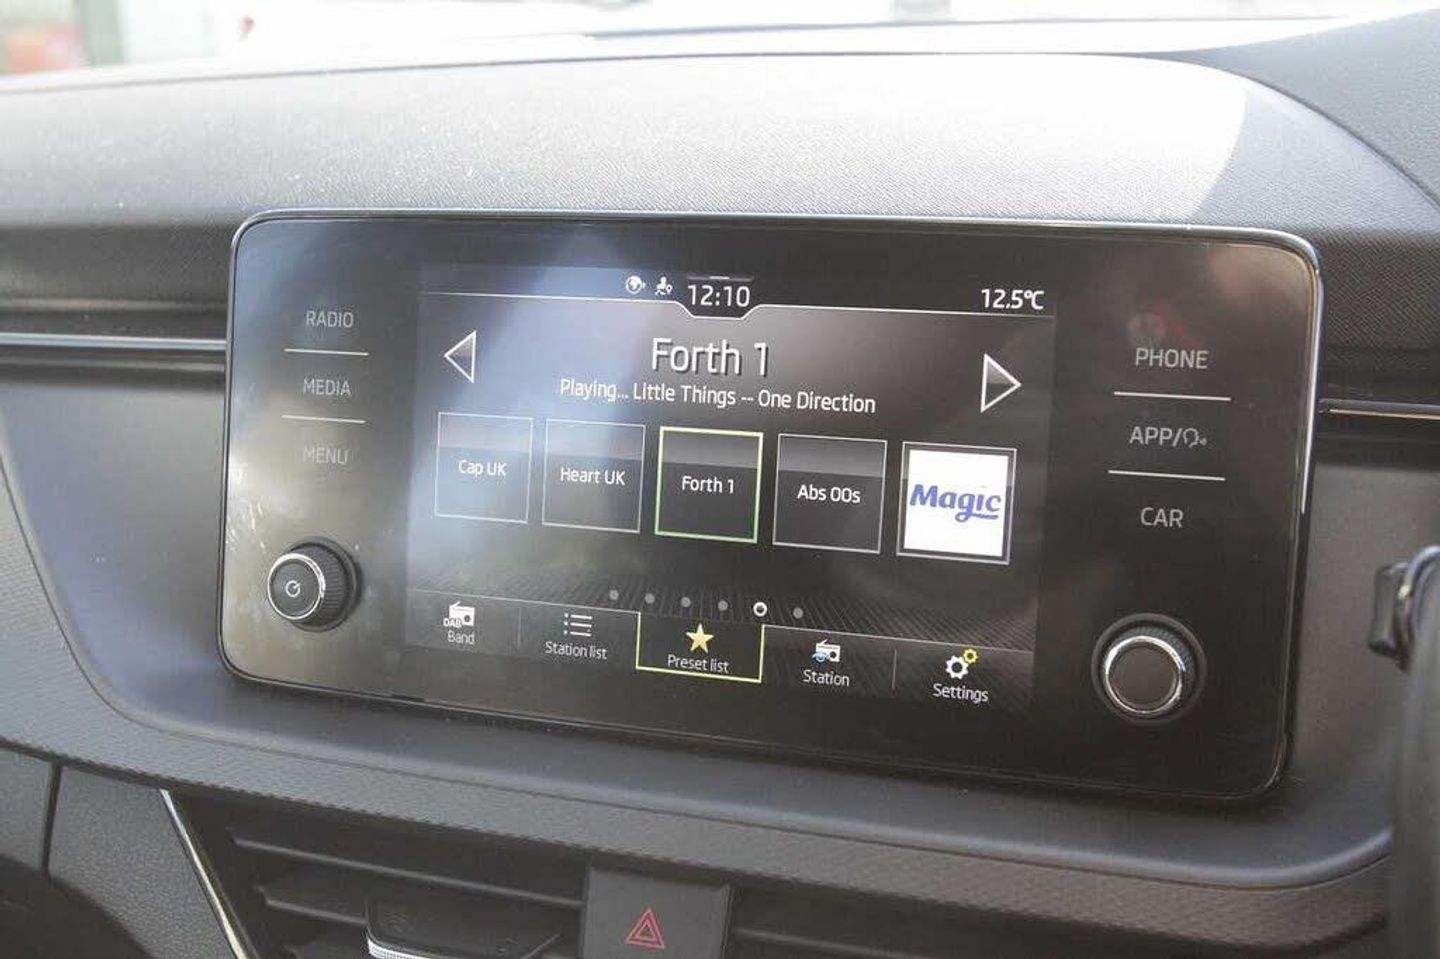 12:10
12.5°C
RADIO
MEDIA
MENU
Forth 1
Playing... Little Things -- One Direction
Cap UK
Heart UK
Forth 1
Abs 00s
Magic
DAB
Band
Station list
Preset list
Station
Settings
PHONE
APP/
CAR